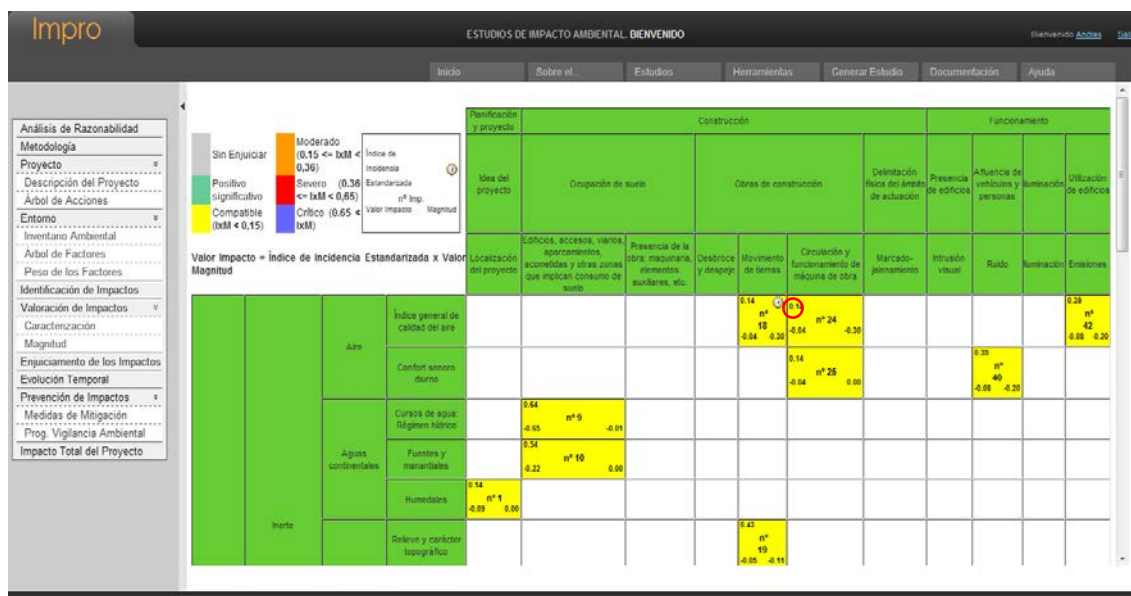 Impro
ESTUDIOS DE IMPACTO AMBIENTAL. BIENVENIDO
Bienvenido Andres
Inicio
Sobre el...
Estudios
Herramientas
Generar Estudio
Documentación
Ayuda
Análisis de Razonabilidad
Metodología
Proyecto
Descripción del Proyecto
Árbol de Acciones
Entorno
Inventario Ambiental
Árbol de Factores
Peso de los Factores
Identificación de Impactos
Valoración de Impactos
Caracterización
Magnitud
Enjuiciamento de los Impactos
Evolución Temporal
Prevención de Impactos
Medidas de Mitigación
Prog. Vigilancia Ambiental
Impacto Total del Proyecto
Sin Enjuiciar
Moderado
(0.15 <= IxM <
0,36)
Positivo
significativo
Severo (0.36
<= IxM < 0,65)
Compatible
(IxM < 0,15)
Crítico (0.65 <
IxM)
Índice de
Incidencia
Estandarizada
nº Imp.
Valor Impacto Magnitud
Valor Impacto = Índice de Incidencia Estandarizada x Valor
Magnitud
Planificación
y proyecto
Construcción
Funcionamiento
Idea del
proyecto
Ocupación de suelo
Obras de construcción
Delimitación
física del ámbito
de actuación
Presencia
de edificios
Afluencia de
vehículos y
personas
Iluminación
Utilización
de edificios
Localización
del proyecto
Edificios, accesos, viarios,
aparcamientos,
acometidas y otras zonas
que implican consumo de
suelo
Presencia de la
obra: maquinaria,
elementos
auxiliares, etc.
Desbroce
y despeje
Movimiento
de tierras
Circulación y
funcionamiento de
máquina de obra
Marcado-
Intrusión
visual
Ruido
Iluminación
Emisiones
Inerte
Aire
Índice general de
calidad del aire
0.14
nº
18
-0.04 -0.30
0.14
nº 24
-0.04 -0.30
0.39
nº
42
-0.08 -0.20
Confort sonoro
diurno
0.14
nº 25
-0.04 0.00
nº
40
-0.08 -0.20
Aguas
continentales
Cursos de agua:
Régimen hídrico
0.64
nº 9
-0.65 -0.01
Fuentes y
manantiales
0.54
nº 10
-0.22 0.00
Humedales
0.14
nº 1
-0.09 0.00
Relieve y carácter
topográfico
0.43
nº
19
-0.05 -0.11